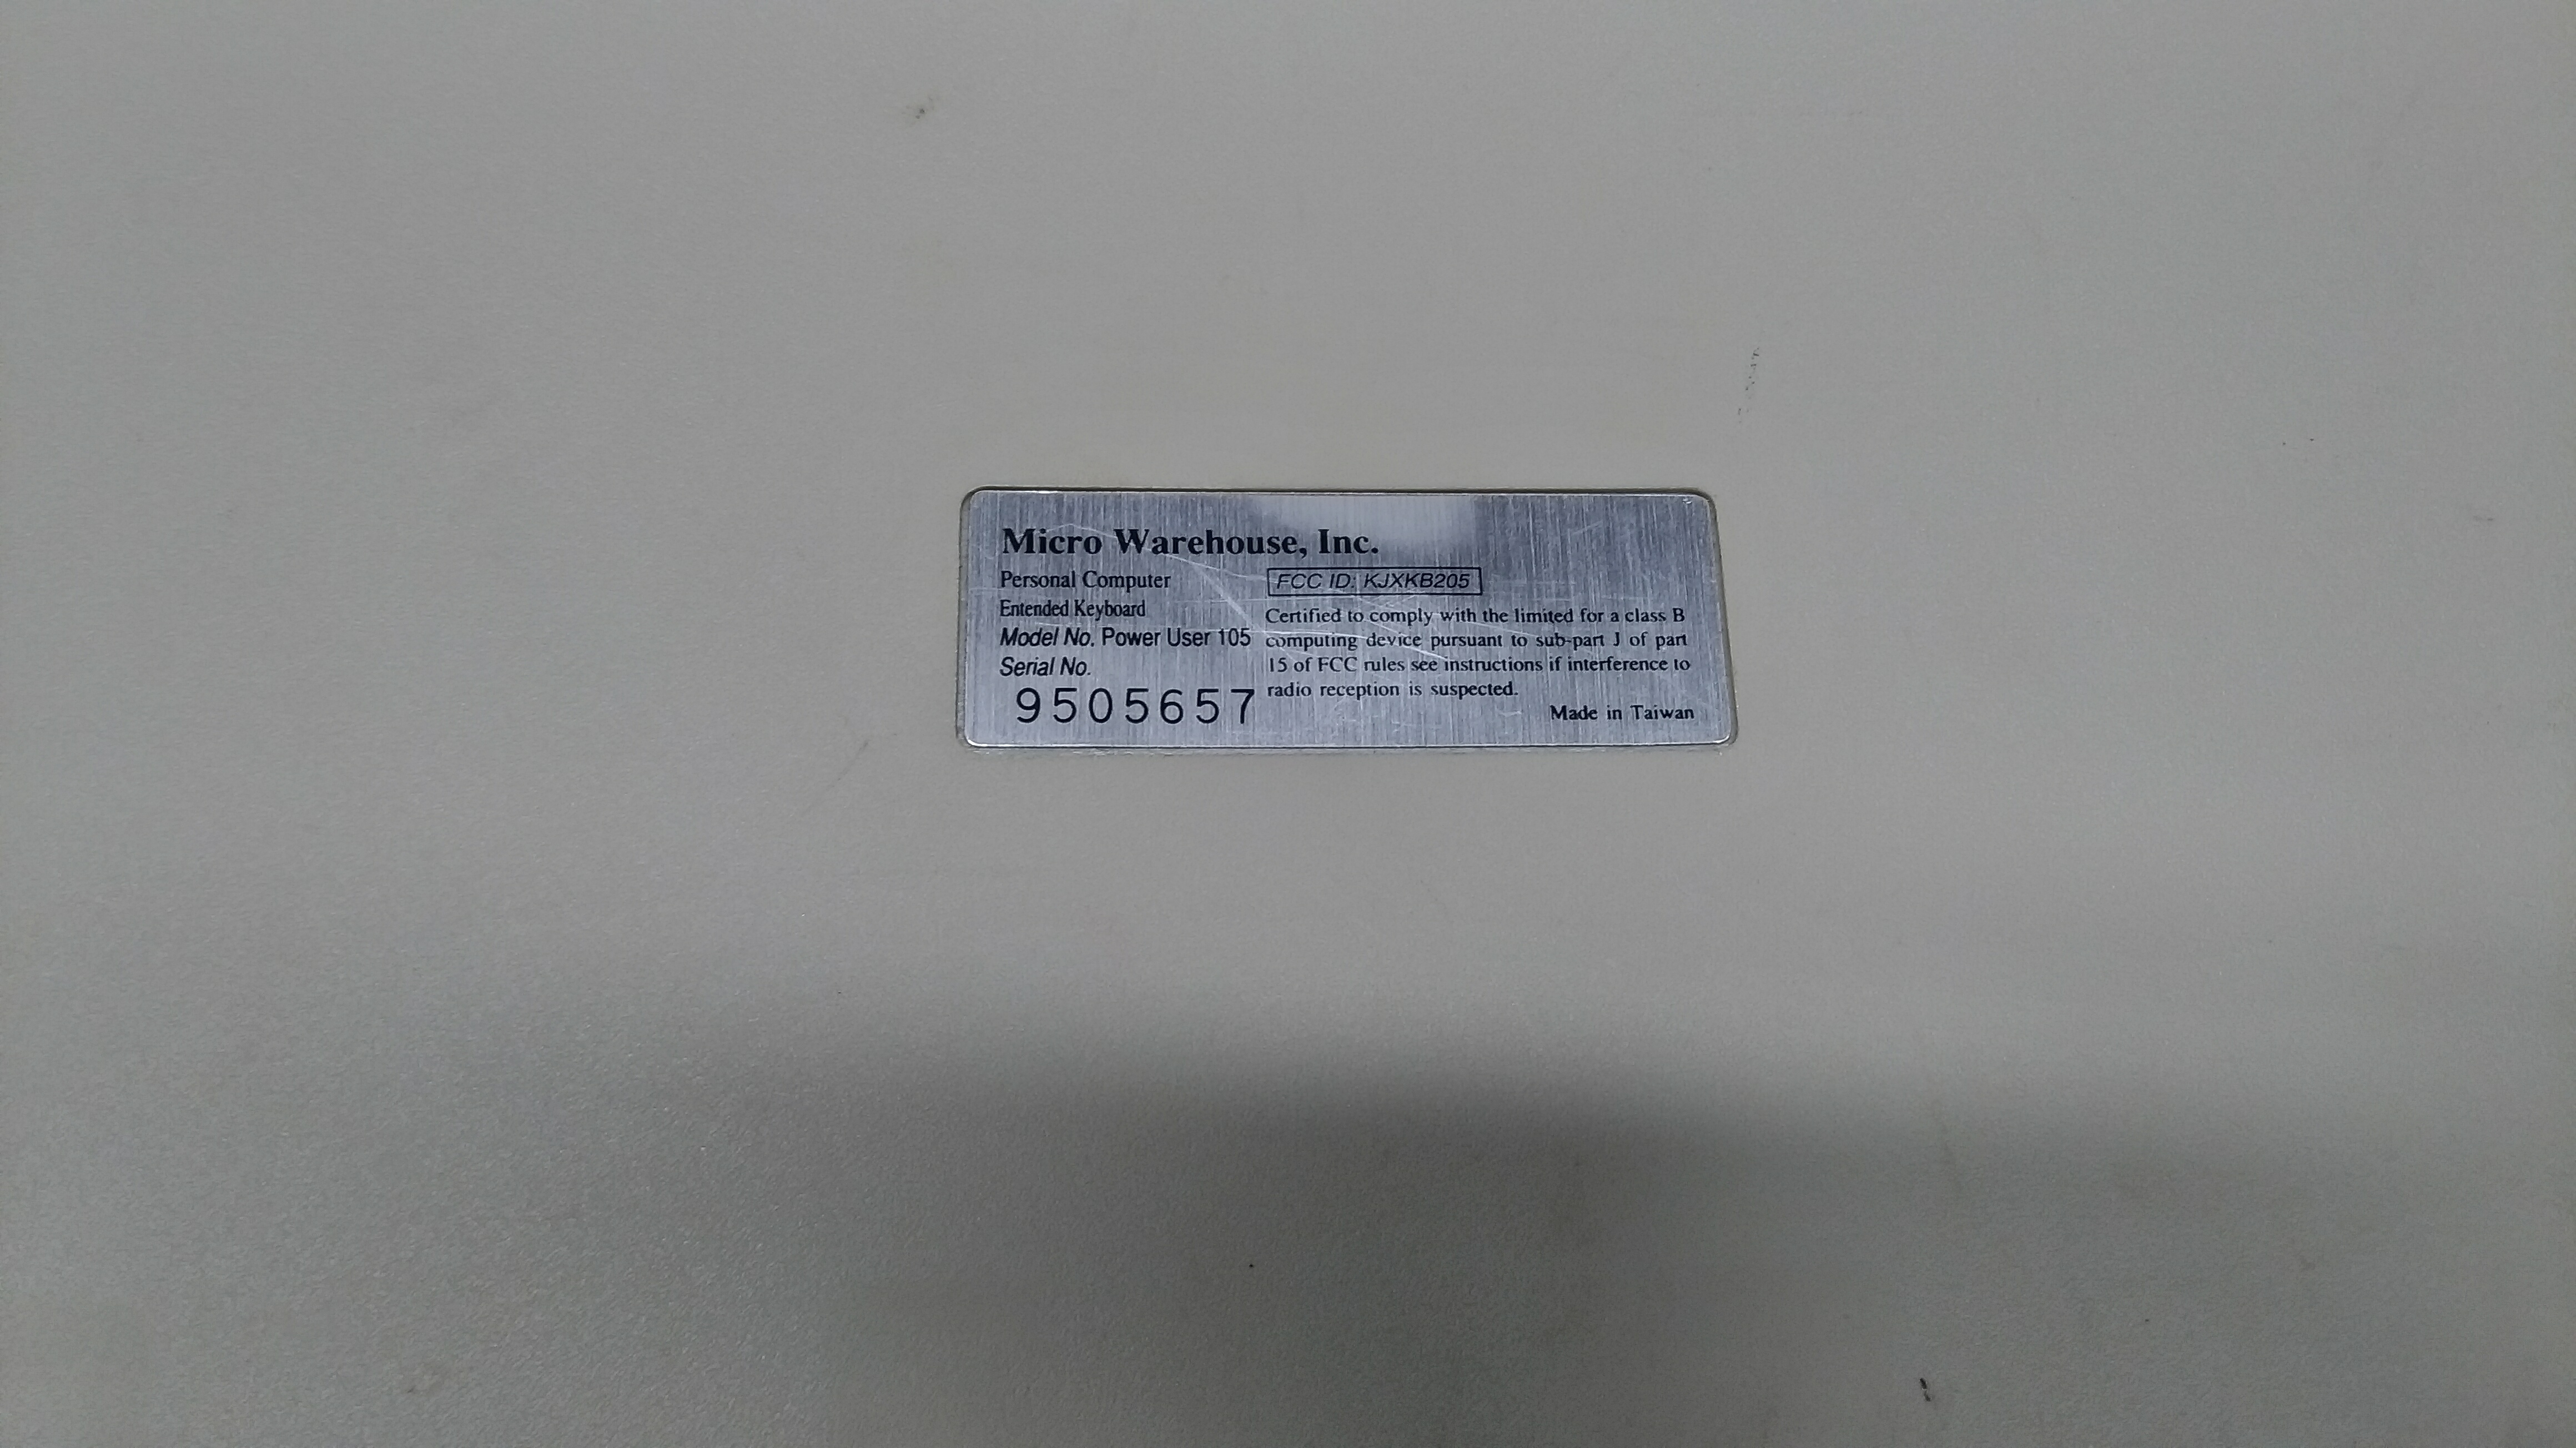 Micro Warehouse, Inc.
Personal Computer
Entended Keyboard
Model No. Power User 105
Serial No.
9505657
FCC ID: KJXKB205
Certified to comply with the limited for a class B
computing device pursuant to sub-part J of part
15 of FCC rules see instructions if interference to
radio reception is suspected.
Made in Taiwan